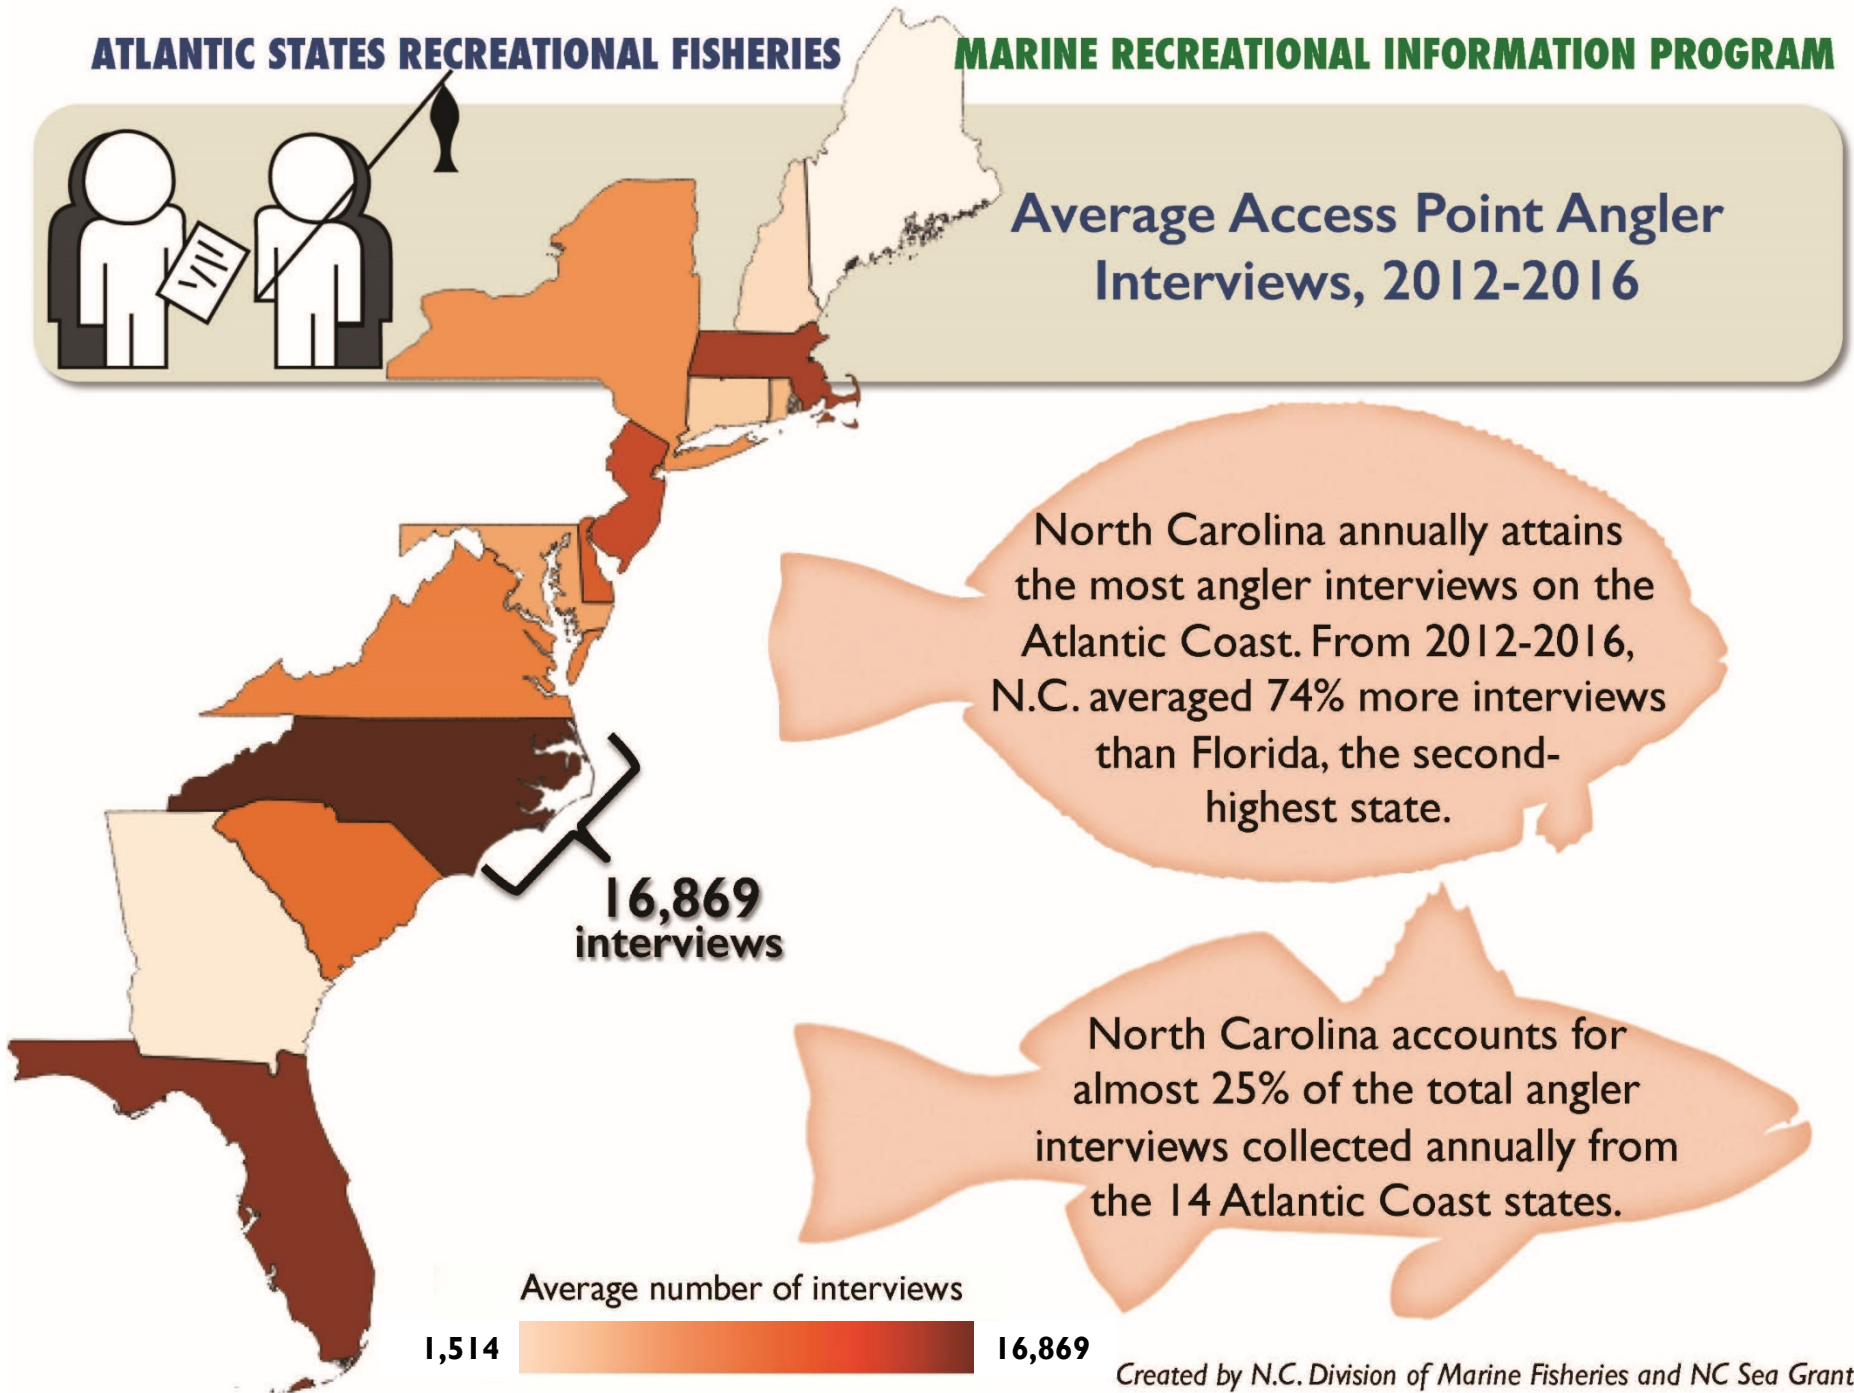 ATLANTIC STATES RECREATIONAL FISHERIES
MARINE RECREATIONAL INFORMATION PROGRAM
Average Access Point Angler
Interviews, 2012-2016
North Carolina annually attains
the most angler interviews on the
Atlantic Coast. From 2012-2016,
N.C. averaged 74% more interviews
than Florida, the second-
highest state.
16,869
interviews
North Carolina accounts for
almost 25% of the total angler
interviews collected annually from
the 14 Atlantic Coast states.
Average number of interviews
1,514
16,869
Created by N.C. Division of Marine Fisheries and NC Sea Grant